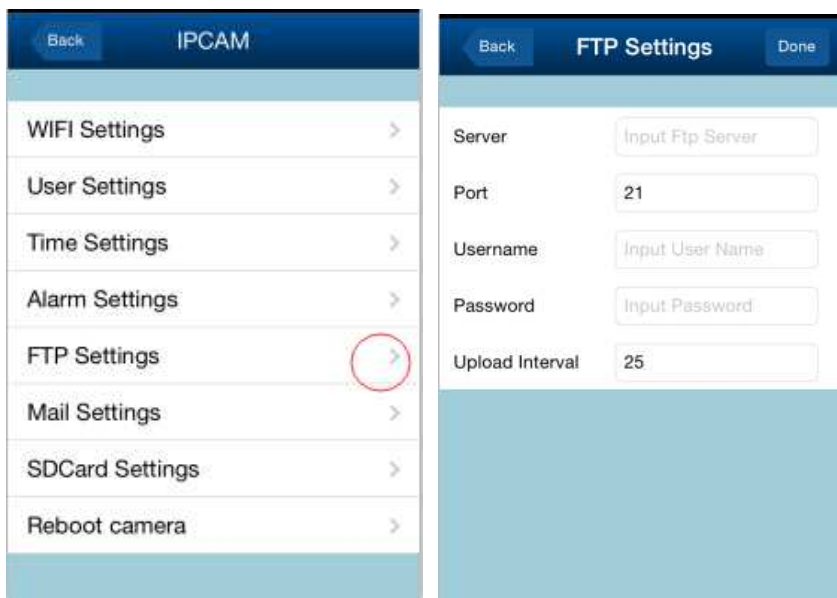 Back IPCAM
WIFI Settings
User Settings
Time Settings
Alarm Settings
FTP Settings
Mail Settings
SDCard Settings
Reboot camera
Back FTP Settings Done
Server Input Ftp Server
Port 21
Username Input User Name
Password Input Password
Upload Interval 25